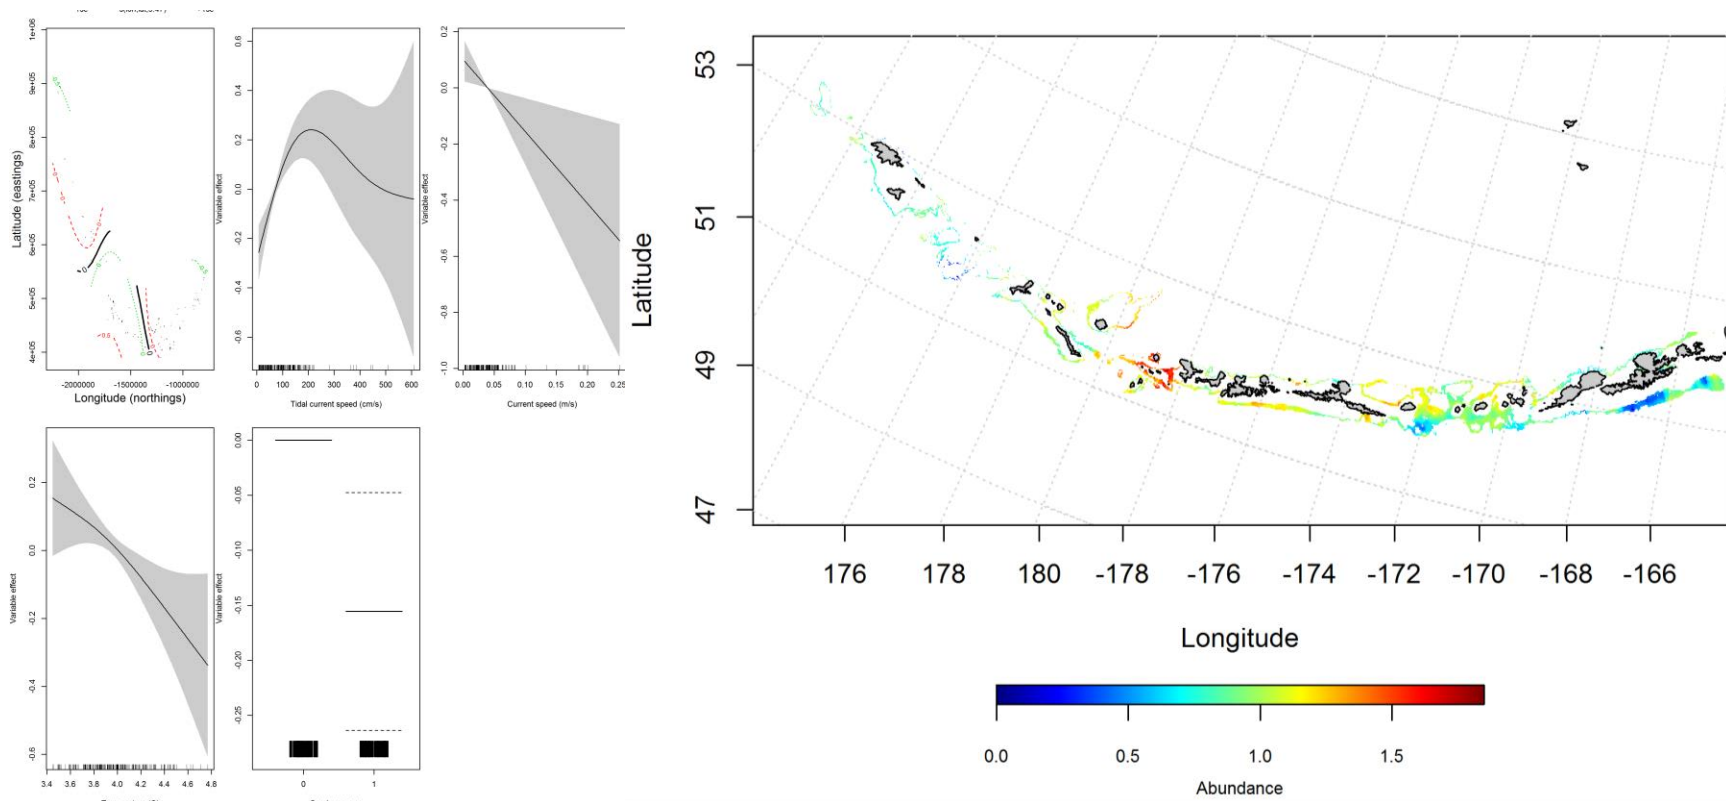 1e+06
9e+05
8e+05
7e+05
6e+05
5e+05
4e+05
Latitude (eastings)
-2000000 -1500000 -1000000
Longitude (northings)
0.6
0.4
0.2
0.0
-0.2
-0.4
-0.6
Variable effect
0 100 200 300 400 500 600
Tidal current speed (cm/s)
0.2
0.0
-0.2
-0.4
-0.6
-0.8
-1.0
Variable effect
0.00 0.05 0.10 0.15 0.20 0.25
Current speed (m/s)
0.2
0.0
-0.2
-0.4
-0.6
Variable effect
3.4 3.6 3.8 4.0 4.2 4.4 4.6 4.8
0.00
-0.05
-0.10
-0.15
-0.20
-0.25
Variable effect
0 1
53
51
49
47
Latitude
176 178 180 -178 -176 -174 -172 -170 -168 -166
Longitude
0.0 0.5 1.0 1.5
Abundance